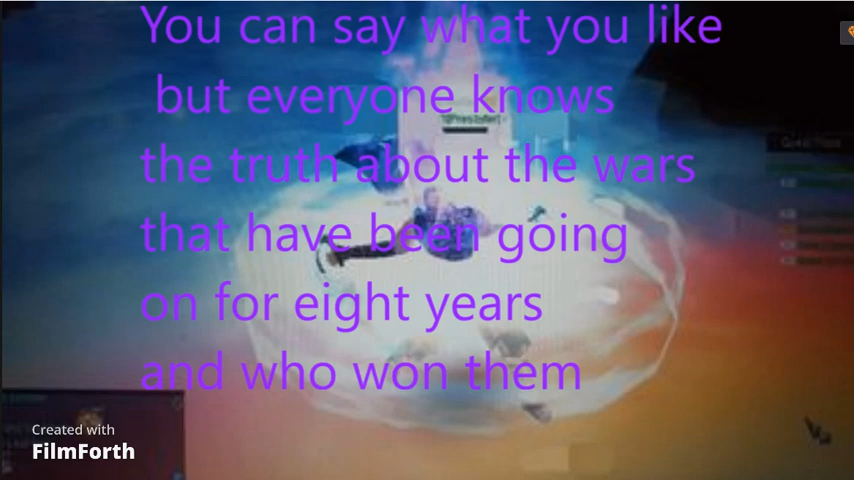 You can say what you like
but everyone knows
the truth about the wars
that have been going
on for eight years
and who won them
Created with
FilmForth